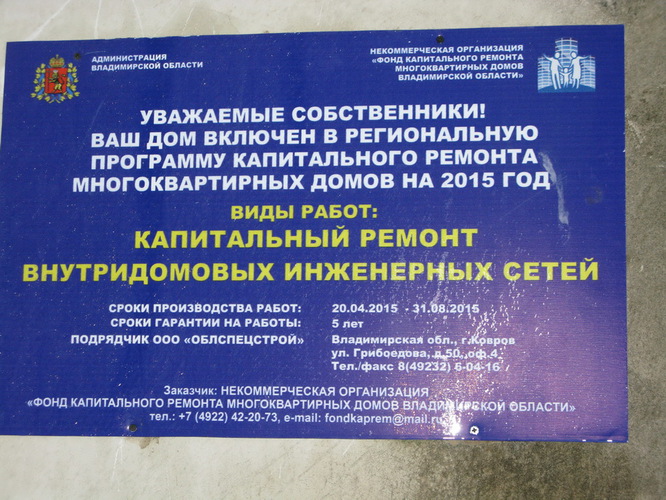 АДМИНИСТРАЦИЯ
ВЛАДИМИРСКОЙ ОБЛАСТИ
НЕКОММЕРЧЕСКАЯ ОРГАНИЗАЦИЯ
«ФОНД КАПИТАЛЬНОГО РЕМОНТА
МНОГОКВАРТИРНЫХ ДОМОВ
ВЛАДИМИРСКОЙ ОБЛАСТИ»
УВАЖАЕМЫЕ СОБСТВЕННИКИ!
ВАШ ДОМ ВКЛЮЧЕН В РЕГИОНАЛЬНУЮ
ПРОГРАММУ КАПИТАЛЬНОГО РЕМОНТА
МНОГОКВАРТИРНЫХ ДОМОВ НА 2015 ГОД
ВИДЫ РАБОТ:
КАПИТАЛЬНЫЙ РЕМОНТ
ВНУТРИДОМОВЫХ ИНЖЕНЕРНЫХ СЕТЕЙ
СРОКИ ПРОИЗВОДСТВА РАБОТ: 20.04.2015 - 31.08.2015
СРОКИ ГАРАНТИИ НА РАБОТЫ: 5 лет
ПОДРЯДЧИК ООО «ОБЛСПЕЦСТРОЙ» Владимирская обл., г.Ковров
ул. Грибоедова, д.50, оф.4
Тел./факс 8(49232) 6-04-16
Заказчик: НЕКОММЕРЧЕСКАЯ ОРГАНИЗАЦИЯ
«ФОНД КАПИТАЛЬНОГО РЕМОНТА МНОГОКВАРТИРНЫХ ДОМОВ ВЛАДИМИРСКОЙ ОБЛАСТИ»
тел.: +7 (4922) 42-20-73, e-mail: fondkaprem@mail.ru